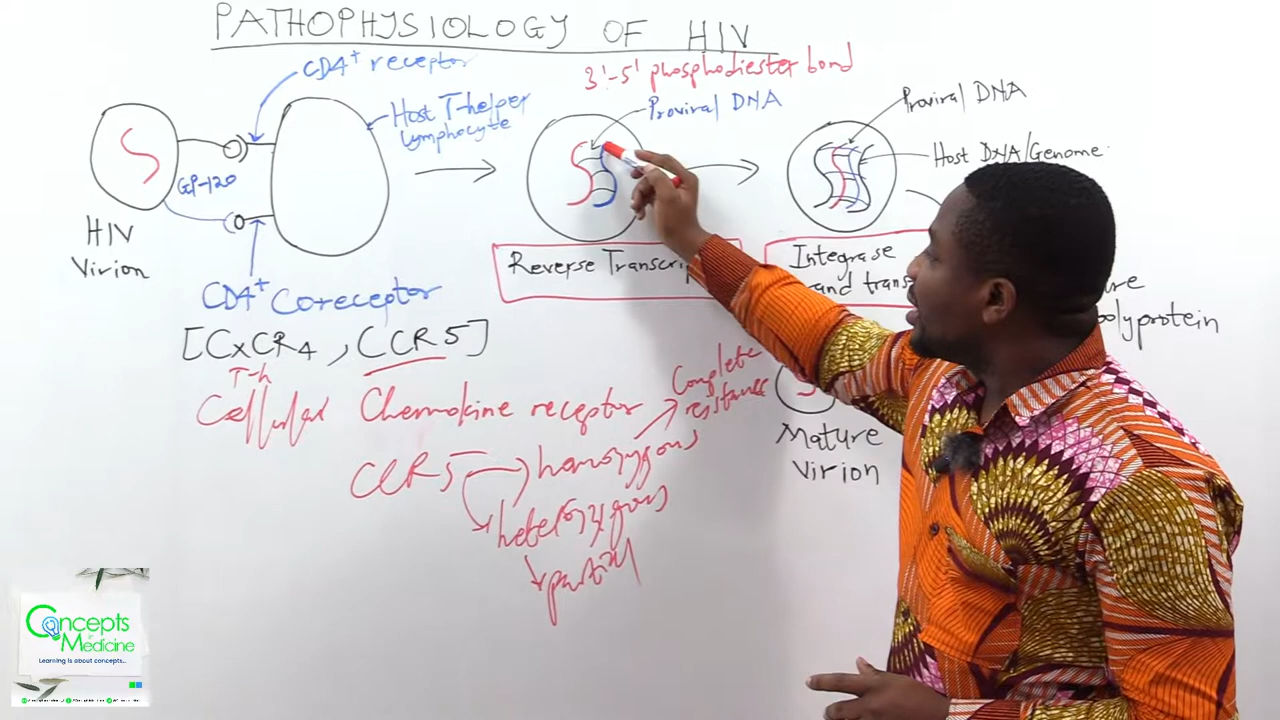 PATHOPHYSIOLOGY OF HIV
CD4+ receptor
3'-5' phosphodiester bond
Host T-helper
lymphocyte
Proviral DNA
Proviral DNA
Host DNA/Genome
GP-120
HIV
Virion
Reverse
Integrase
and
polyprotein
CD4+ Coreceptor
[CXCR4, CCR5]
T-h
Cellular Chemokine receptor
Complete
resistance
CCR5
homozygous
heterozygous
partial
Mature
Virion
Concepts
in
Medicine
Learning is about concepts...